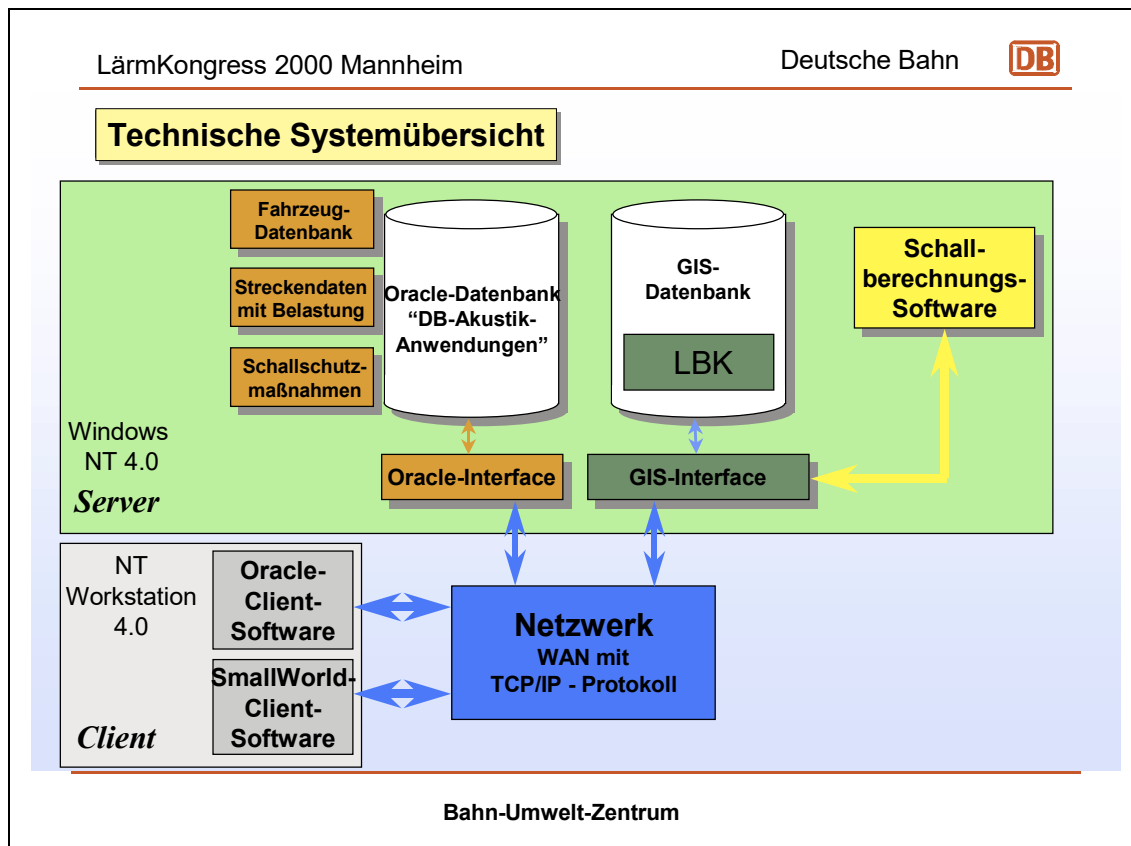 LärmKongress 2000 Mannheim
Deutsche Bahn
DB
Technische Systemübersicht
Fahrzeug-
Datenbank
Streckendaten
mit Belastung
Schallschutz-
maßnahmen
Oracle-Datenbank
“DB-Akustik-
Anwendungen”
GIS-
Datenbank
LBK
Schall-
berechnungs-
Software
Windows
NT 4.0
Server
Oracle-Interface
GIS-Interface
NT
Workstation
4.0
Client
Oracle-
Client-
Software
SmallWorld-
Client-
Software
Netzwerk
WAN mit
TCP/IP - Protokoll
Bahn-Umwelt-Zentrum